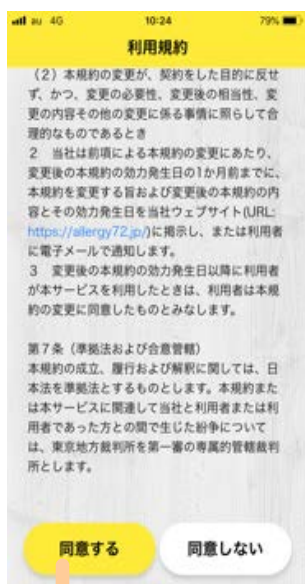 au 4G 10:24 79%
利用規約
（2）本規約の変更が、契約をした目的に反せ
ず、かつ、変更の必要性、変更後の相当性、変
更の内容その他の変更に係る事情に照らして合
理的なものであるとき
2　当社は前項による本規約の変更にあたり、
変更後の本規約の効力発生日の1か月前までに、
本規約を変更する旨および変更後の本規約の内
容とその効力発生日を当社ウェブサイト(URL:
https://allergy72.jp/)に掲示し、または利用者
に電子メールで通知します。
3　変更後の本規約の効力発生日以降に利用者
が本サービスを利用したときは、利用者は本規
約の変更に同意したものとみなします。
第7条（準拠法および合意管轄）
本規約の成立、履行および解釈に関しては、日
本法を準拠法とするものとします。本規約また
は本サービスに関連して当社と利用者または利
用者であった方との間で生じた紛争について
は、東京地方裁判所を第一審の専属的管轄裁判
所とします。
同意する 同意しない